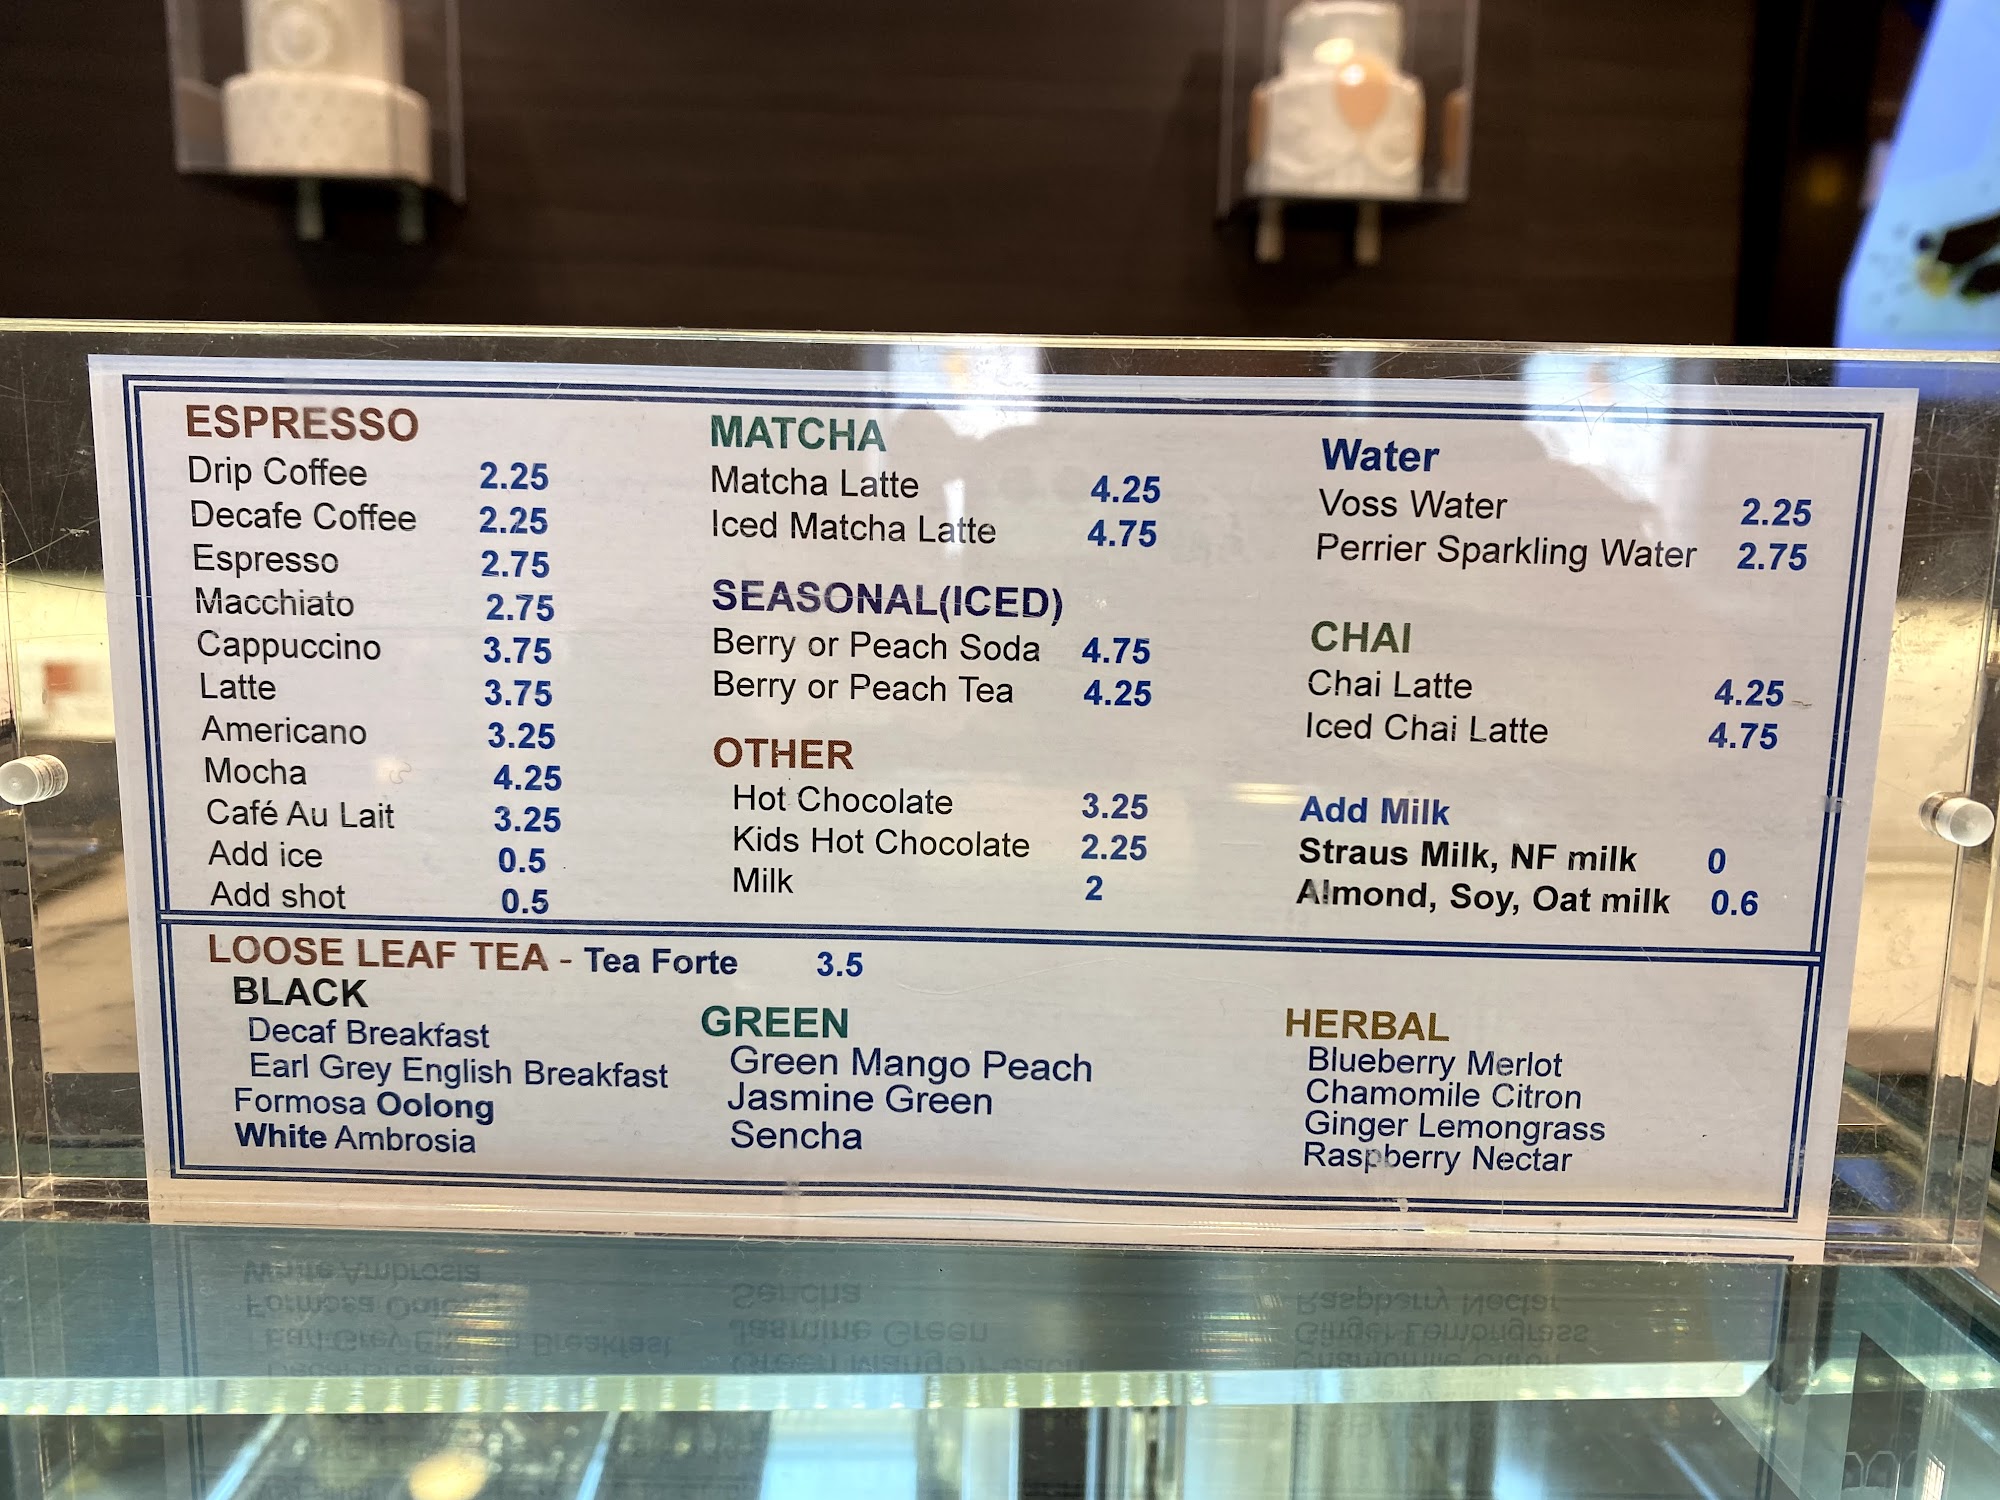 ESPRESSO
Drip Coffee 2.25
Decafe Coffee 2.25
Espresso 2.75
Macchiato 2.75
Cappuccino 3.75
Latte 3.75
Americano 3.25
Mocha 4.25
Café Au Lait 3.25
Add ice 0.5
Add shot 0.5
MATCHA
Matcha Latte 4.25
Iced Matcha Latte 4.75
SEASONAL(ICED)
Berry or Peach Soda 4.75
Berry or Peach Tea 4.25
OTHER
Hot Chocolate 3.25
Kids Hot Chocolate 2.25
Milk 2
Water
Voss Water 2.25
Perrier Sparkling Water 2.75
CHAI
Chai Latte 4.25
Iced Chai Latte 4.75
Add Milk
Straus Milk, NF milk 0
Almond, Soy, Oat milk 0.6
LOOSE LEAF TEA - Tea Forte 3.5
BLACK
Decaf Breakfast
Earl Grey English Breakfast
Formosa Oolong
White Ambrosia
GREEN
Green Mango Peach
Jasmine Green
Sencha
HERBAL
Blueberry Merlot
Chamomile Citron
Ginger Lemongrass
Raspberry Nectar